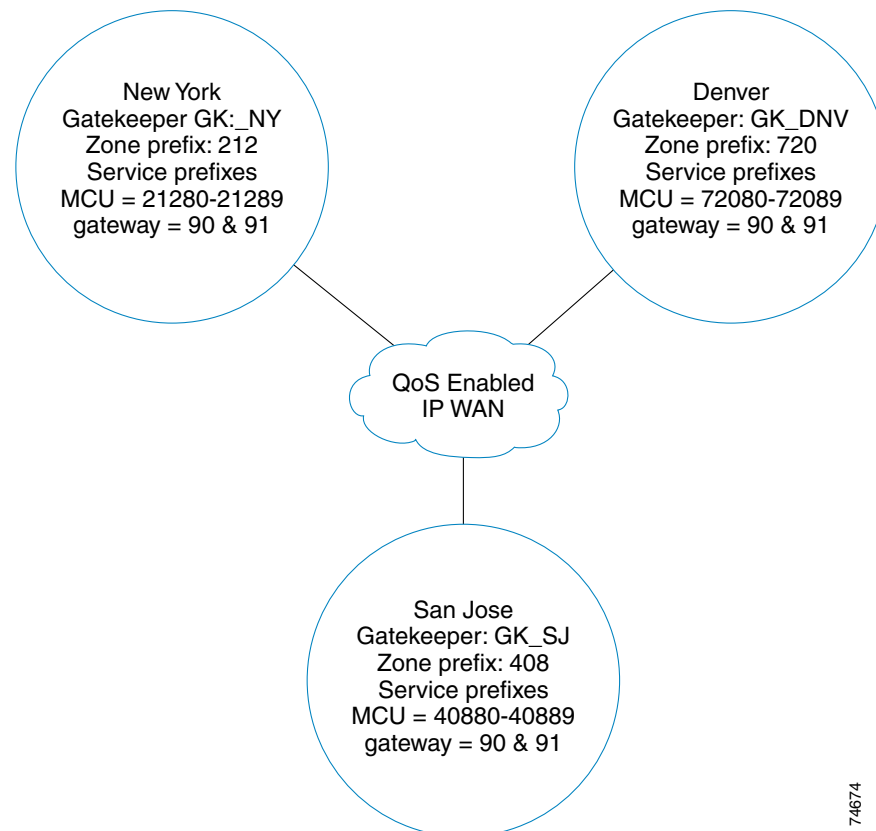 New York
Gatekeeper GK:_NY
Zone prefix: 212
Service prefixes
MCU = 21280-21289
gateway = 90 & 91
Denver
Gatekeeper: GK_DNV
Zone prefix: 720
Service prefixes
MCU = 72080-72089
gateway = 90 & 91
QoS Enabled
IP WAN
San Jose
Gatekeeper: GK_SJ
Zone prefix: 408
Service prefixes
MCU = 40880-40889
gateway = 90 & 91
74674